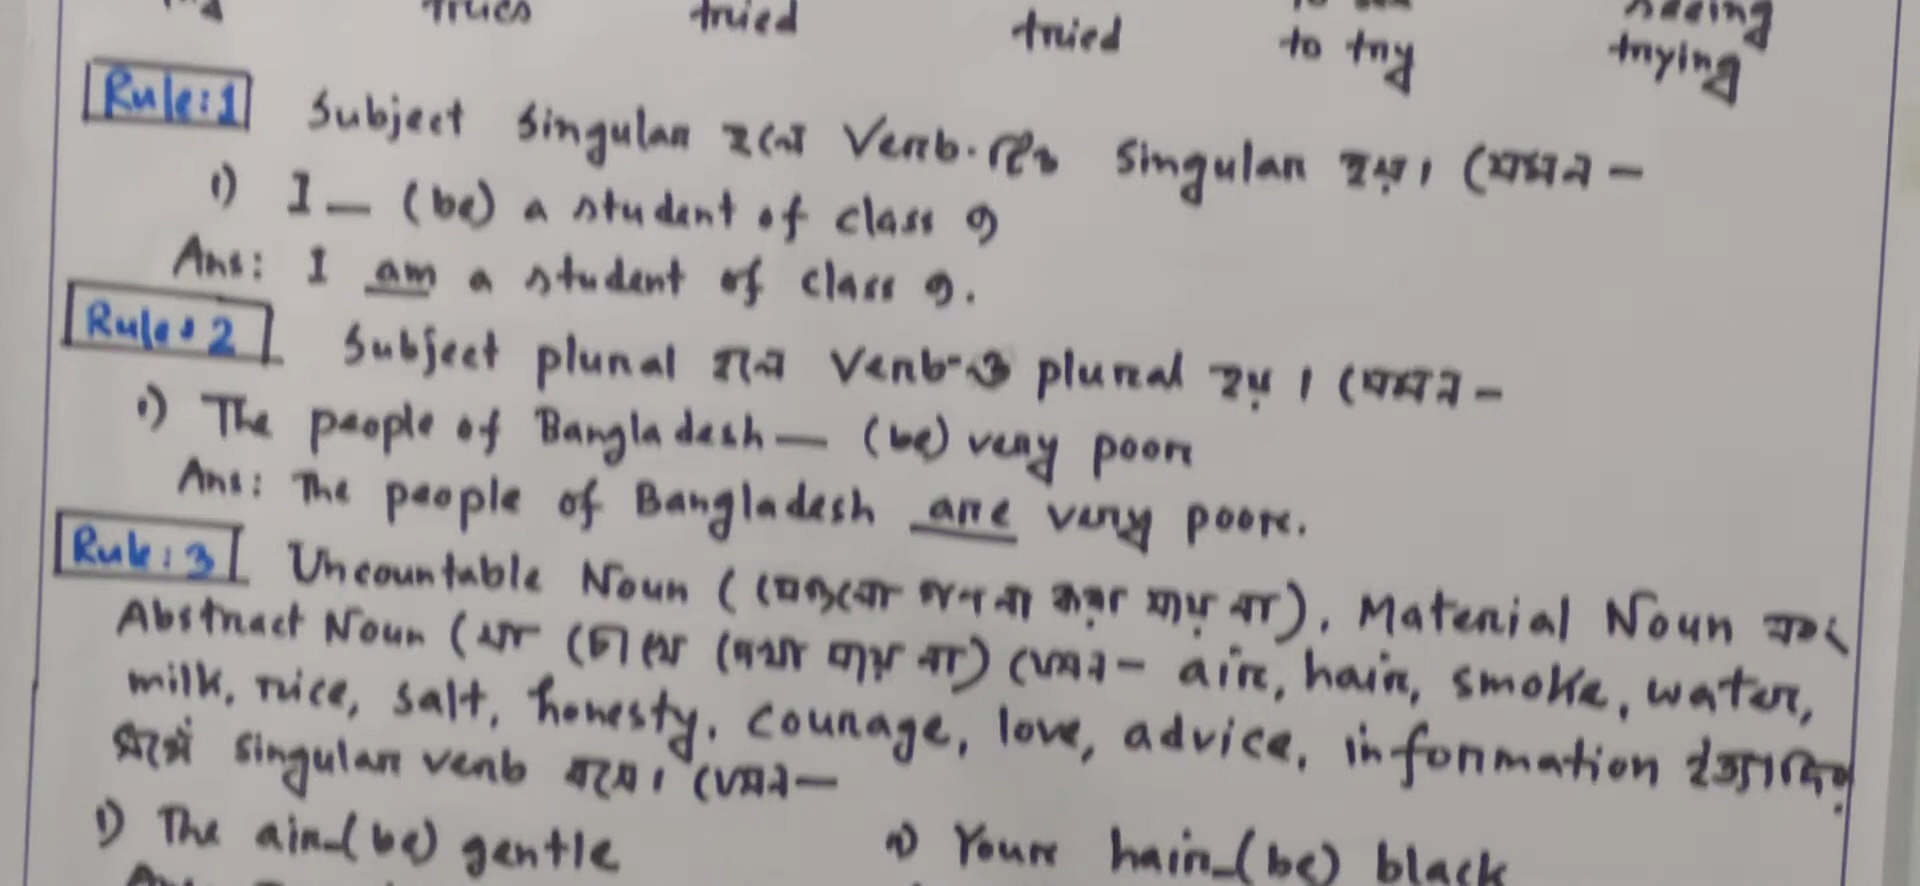 tries tried tried to try trying
Rule:1 Subject singular হলে Verb-টিও singular হয়। যেমন-
i) I — (be) a student of class 9
Ans: I am a student of class 9.
Rule: 2 Subject plural হলে Verb-ও plural হয়। যেমন-
i) The people of Bangladesh — (be) very poor
Ans: The people of Bangladesh are very poor.
Rule: 3 Uncountable Noun (যেগুলো গণনা করা যায় না), Material Noun এবং
Abstract Noun (যা চোখে দেখা যায় না) যেমন- air, hair, smoke, water,
milk, rice, salt, honesty, courage, love, advice, information ইত্যাদির
singular verb বসে। যেমন-
i) The air_(be) gentle ii) Your hair_(be) black